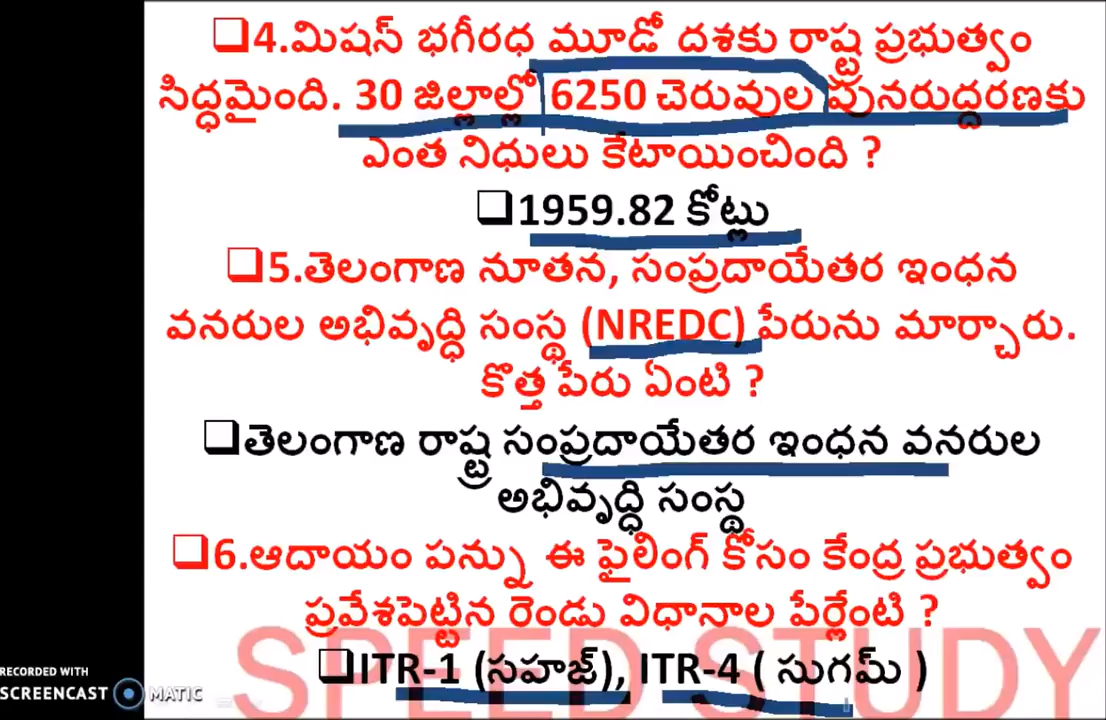 ❑4.మిషన్ భగీరధ మూడో దశకు రాష్ట్ర ప్రభుత్వం
సిద్ధమైంది. 30 జిల్లాల్లో 6250 చెరువుల పునరుద్దరణకు
ఎంత నిధులు కేటాయించింది ?
❑1959.82 కోట్లు
❑5.తెలంగాణ నూతన, సంప్రదాయేతర ఇంధన
వనరుల అభివృద్ధి సంస్థ (NREDC) పేరును మార్చారు.
కొత్త పేరు ఏంటి ?
❑తెలంగాణ రాష్ట్ర సంప్రదాయేతర ఇంధన వనరుల
అభివృద్ధి సంస్థ
❑6.ఆదాయం పన్ను ఈ ఫైలింగ్ కోసం కేంద్ర ప్రభుత్వం
ప్రవేశపెట్టిన రెండు విధానాల పేర్లేంటి ?
❑ITR-1 (సహజ్), ITR-4 ( సుగమ్ )
SPEED STUDY
RECORDED WITH
SCREENCAST MATIC